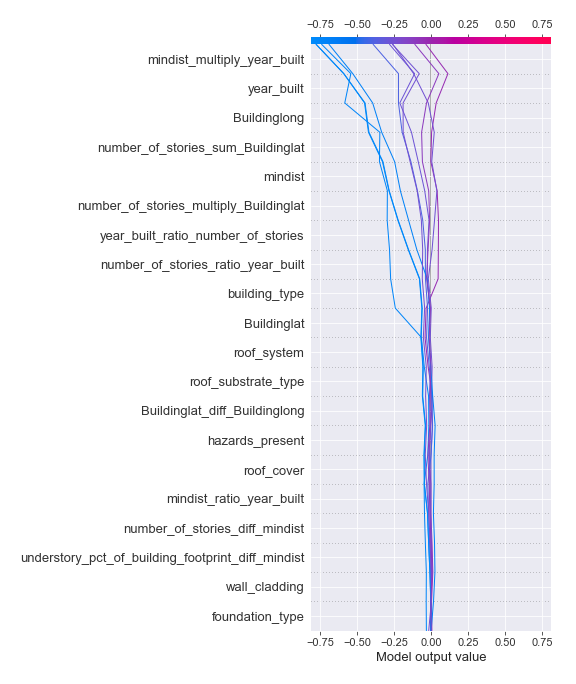 −0.75 −0.50 −0.25 0.00 0.25 0.50 0.75
mindist_multiply_year_built
year_built
Buildinglong
number_of_stories_sum_Buildinglat
mindist
number_of_stories_multiply_Buildinglat
year_built_ratio_number_of_stories
number_of_stories_ratio_year_built
building_type
Buildinglat
roof_system
roof_substrate_type
Buildinglat_diff_Buildinglong
hazards_present
roof_cover
mindist_ratio_year_built
number_of_stories_diff_mindist
understory_pct_of_building_footprint_diff_mindist
wall_cladding
foundation_type
−0.75 −0.50 −0.25 0.00 0.25 0.50 0.75
Model output value